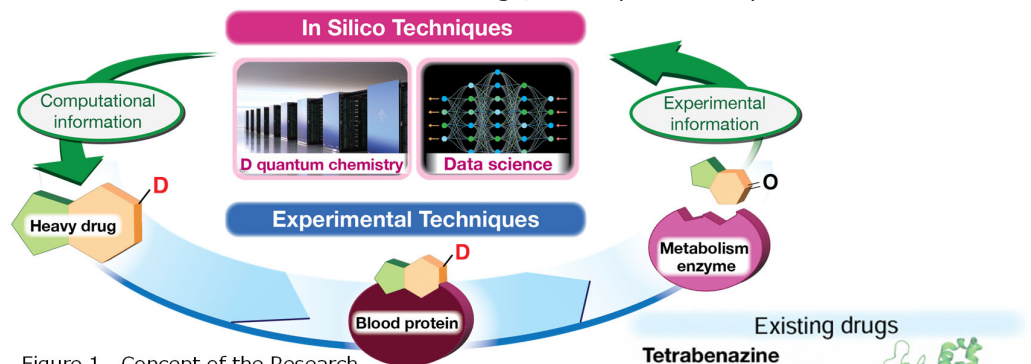 In Silico Techniques
Computational
information
Experimental
information
D quantum chemistry
Data science
D
O
Heavy drug
Experimental Techniques
D
Metabolism
enzyme
Blood protein
Existing drugs
Figure 1 Concept of the Research
Tetrabenazine